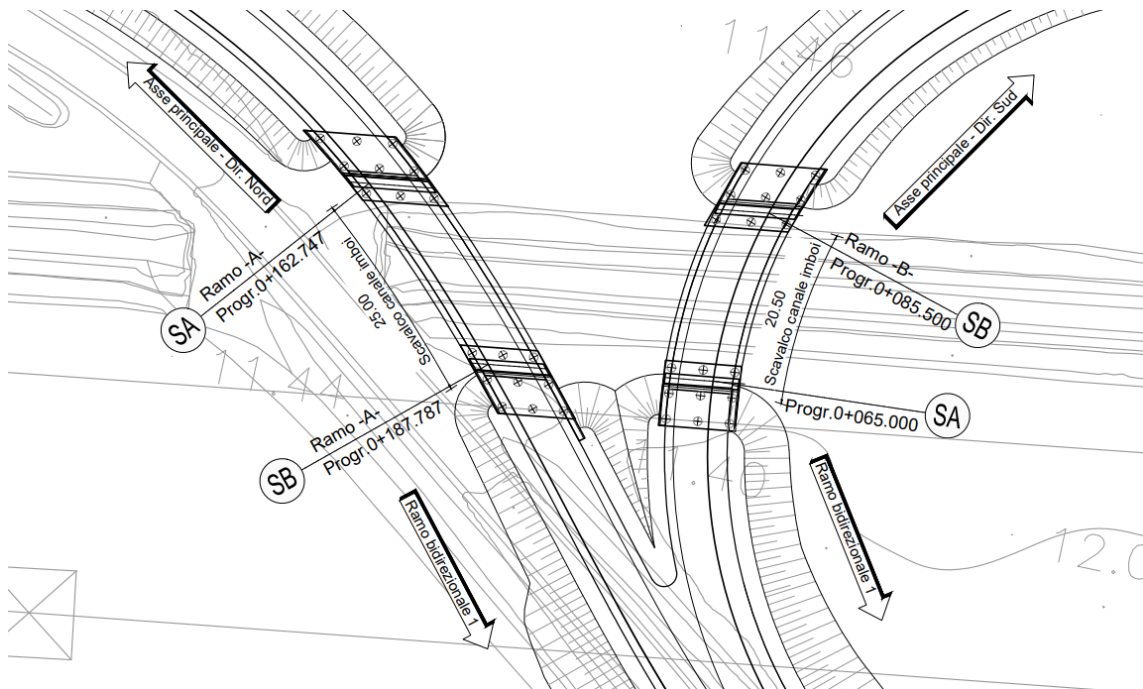 11.46
Asse principale - Dir. Nord
Asse principale - Dir. Sud
Ramo -A-
Progr.0+162.747
SA
25.00
Scavalco canale imboi
Ramo -B-
Progr.0+085.500
SB
20.50
Scavalco canale imboi
11.44
Ramo -A-
Progr.0+187.787
SB
Progr.0+065.000
SA
11.40
Ramo bidirezionale 1
Ramo bidirezionale 1
12.0